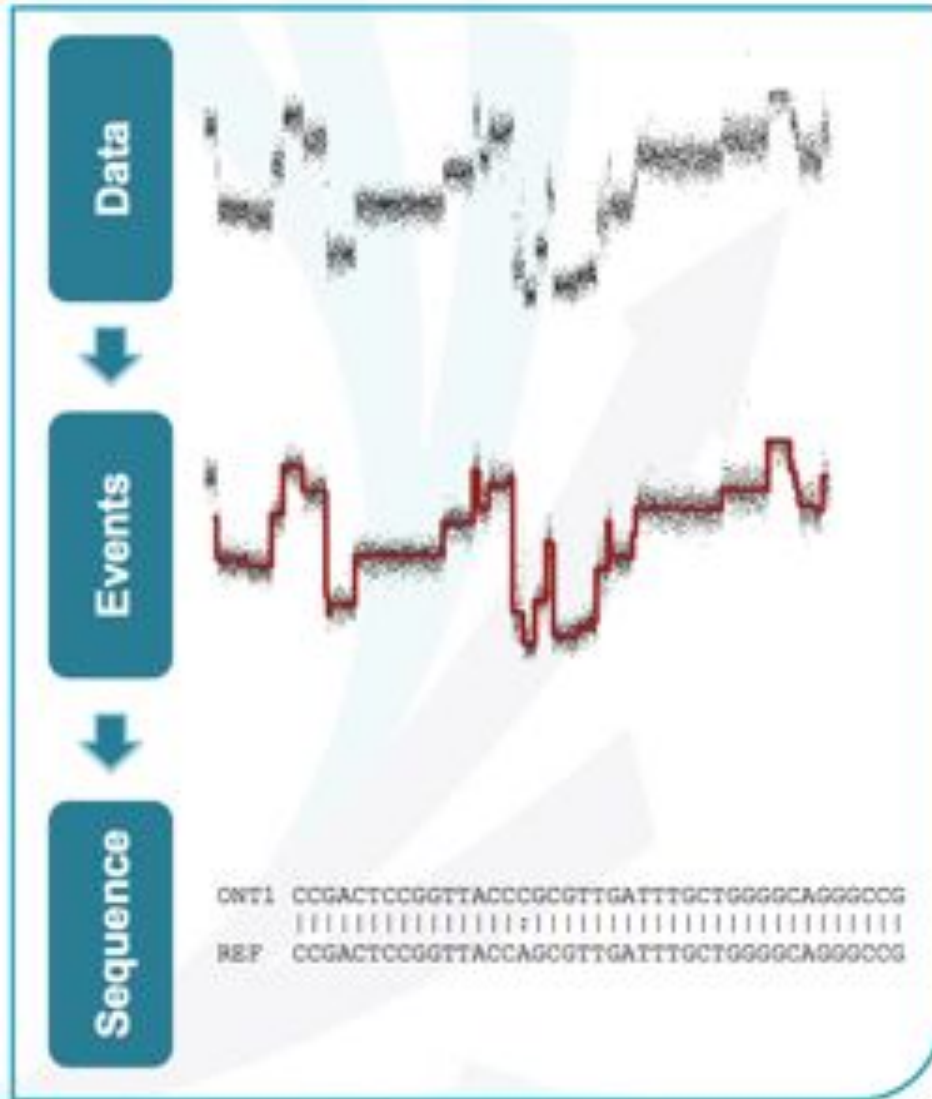 Data
Events
Sequence
ONT1 CCGACTCCGGTTACCCGCGTTGATTTGCTGGGGCAGGGCCG
|||||||||||||||:|||||||||||||||||||||||||
REF CCGACTCCGGTTACCAGCGTTGATTTGCTGGGGCAGGGCCG